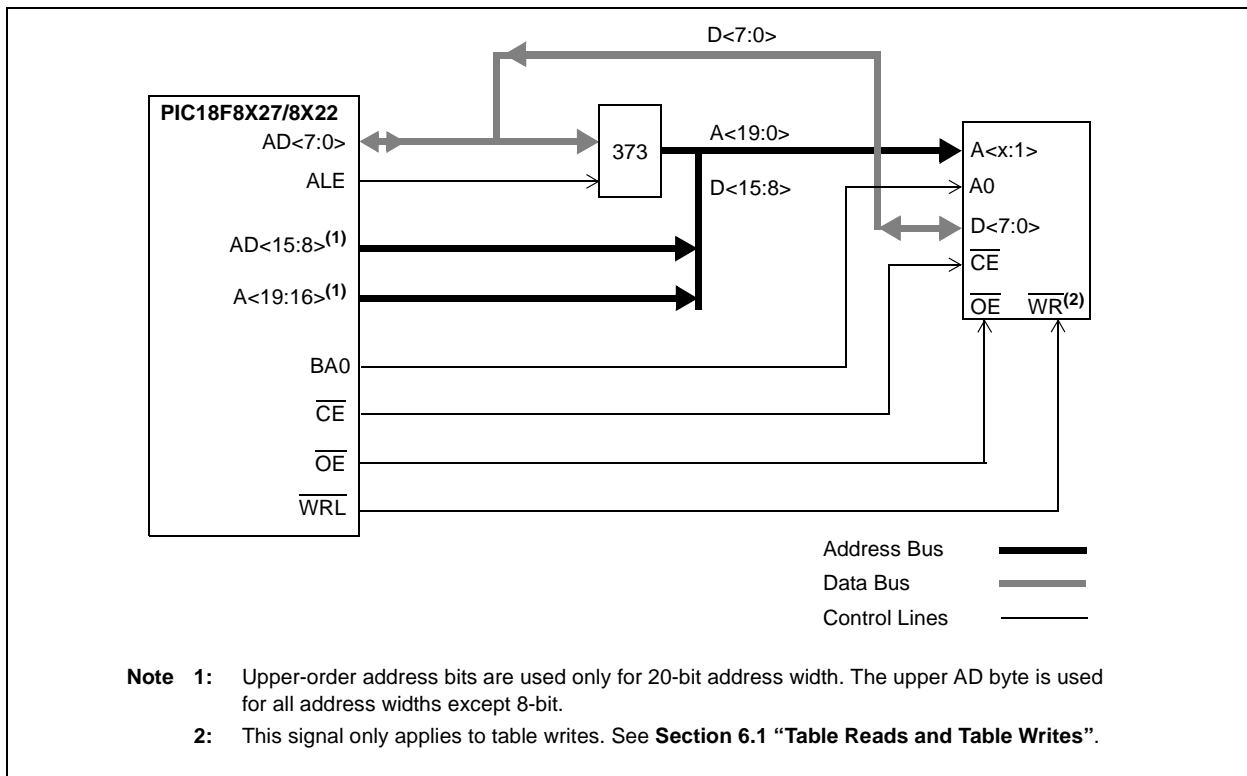 D<7:0>
PIC18F8X27/8X22
AD<7:0>
373
A<19:0>
A<x:1>
ALE
D<15:8>
A0
AD<15:8>(1)
D<7:0>
CE
A<19:16>(1)
OE WR(2)
BA0
CE
OE
WRL
Address Bus
Data Bus
Control Lines
Note 1: Upper-order address bits are used only for 20-bit address width. The upper AD byte is used
for all address widths except 8-bit.
2: This signal only applies to table writes. See Section 6.1 “Table Reads and Table Writes”.